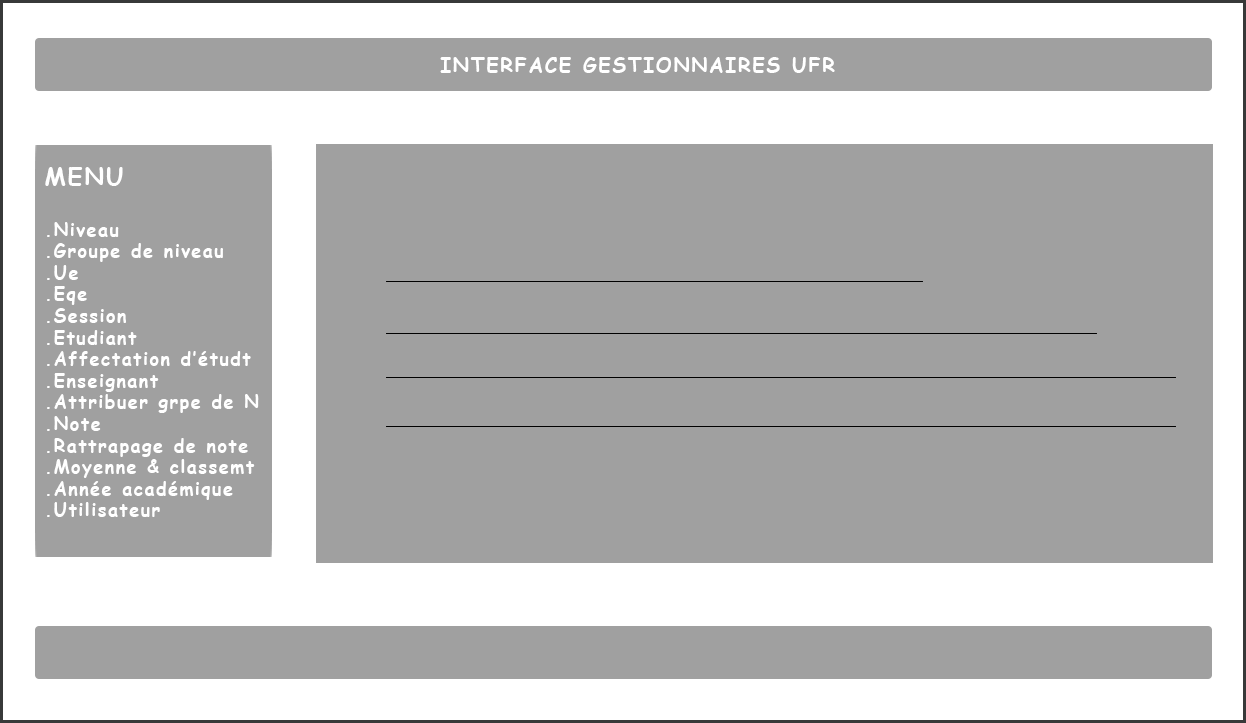 INTERFACE GESTIONNAIRES UFR
MENU
.Niveau
.Groupe de niveau
.Ue
.Eqe
.Session
.Etudiant
.Affectation d'étudt
.Enseignant
.Attribuer grpe de N
.Note
.Rattrapage de note
.Moyenne & classemt
.Année académique
.Utilisateur